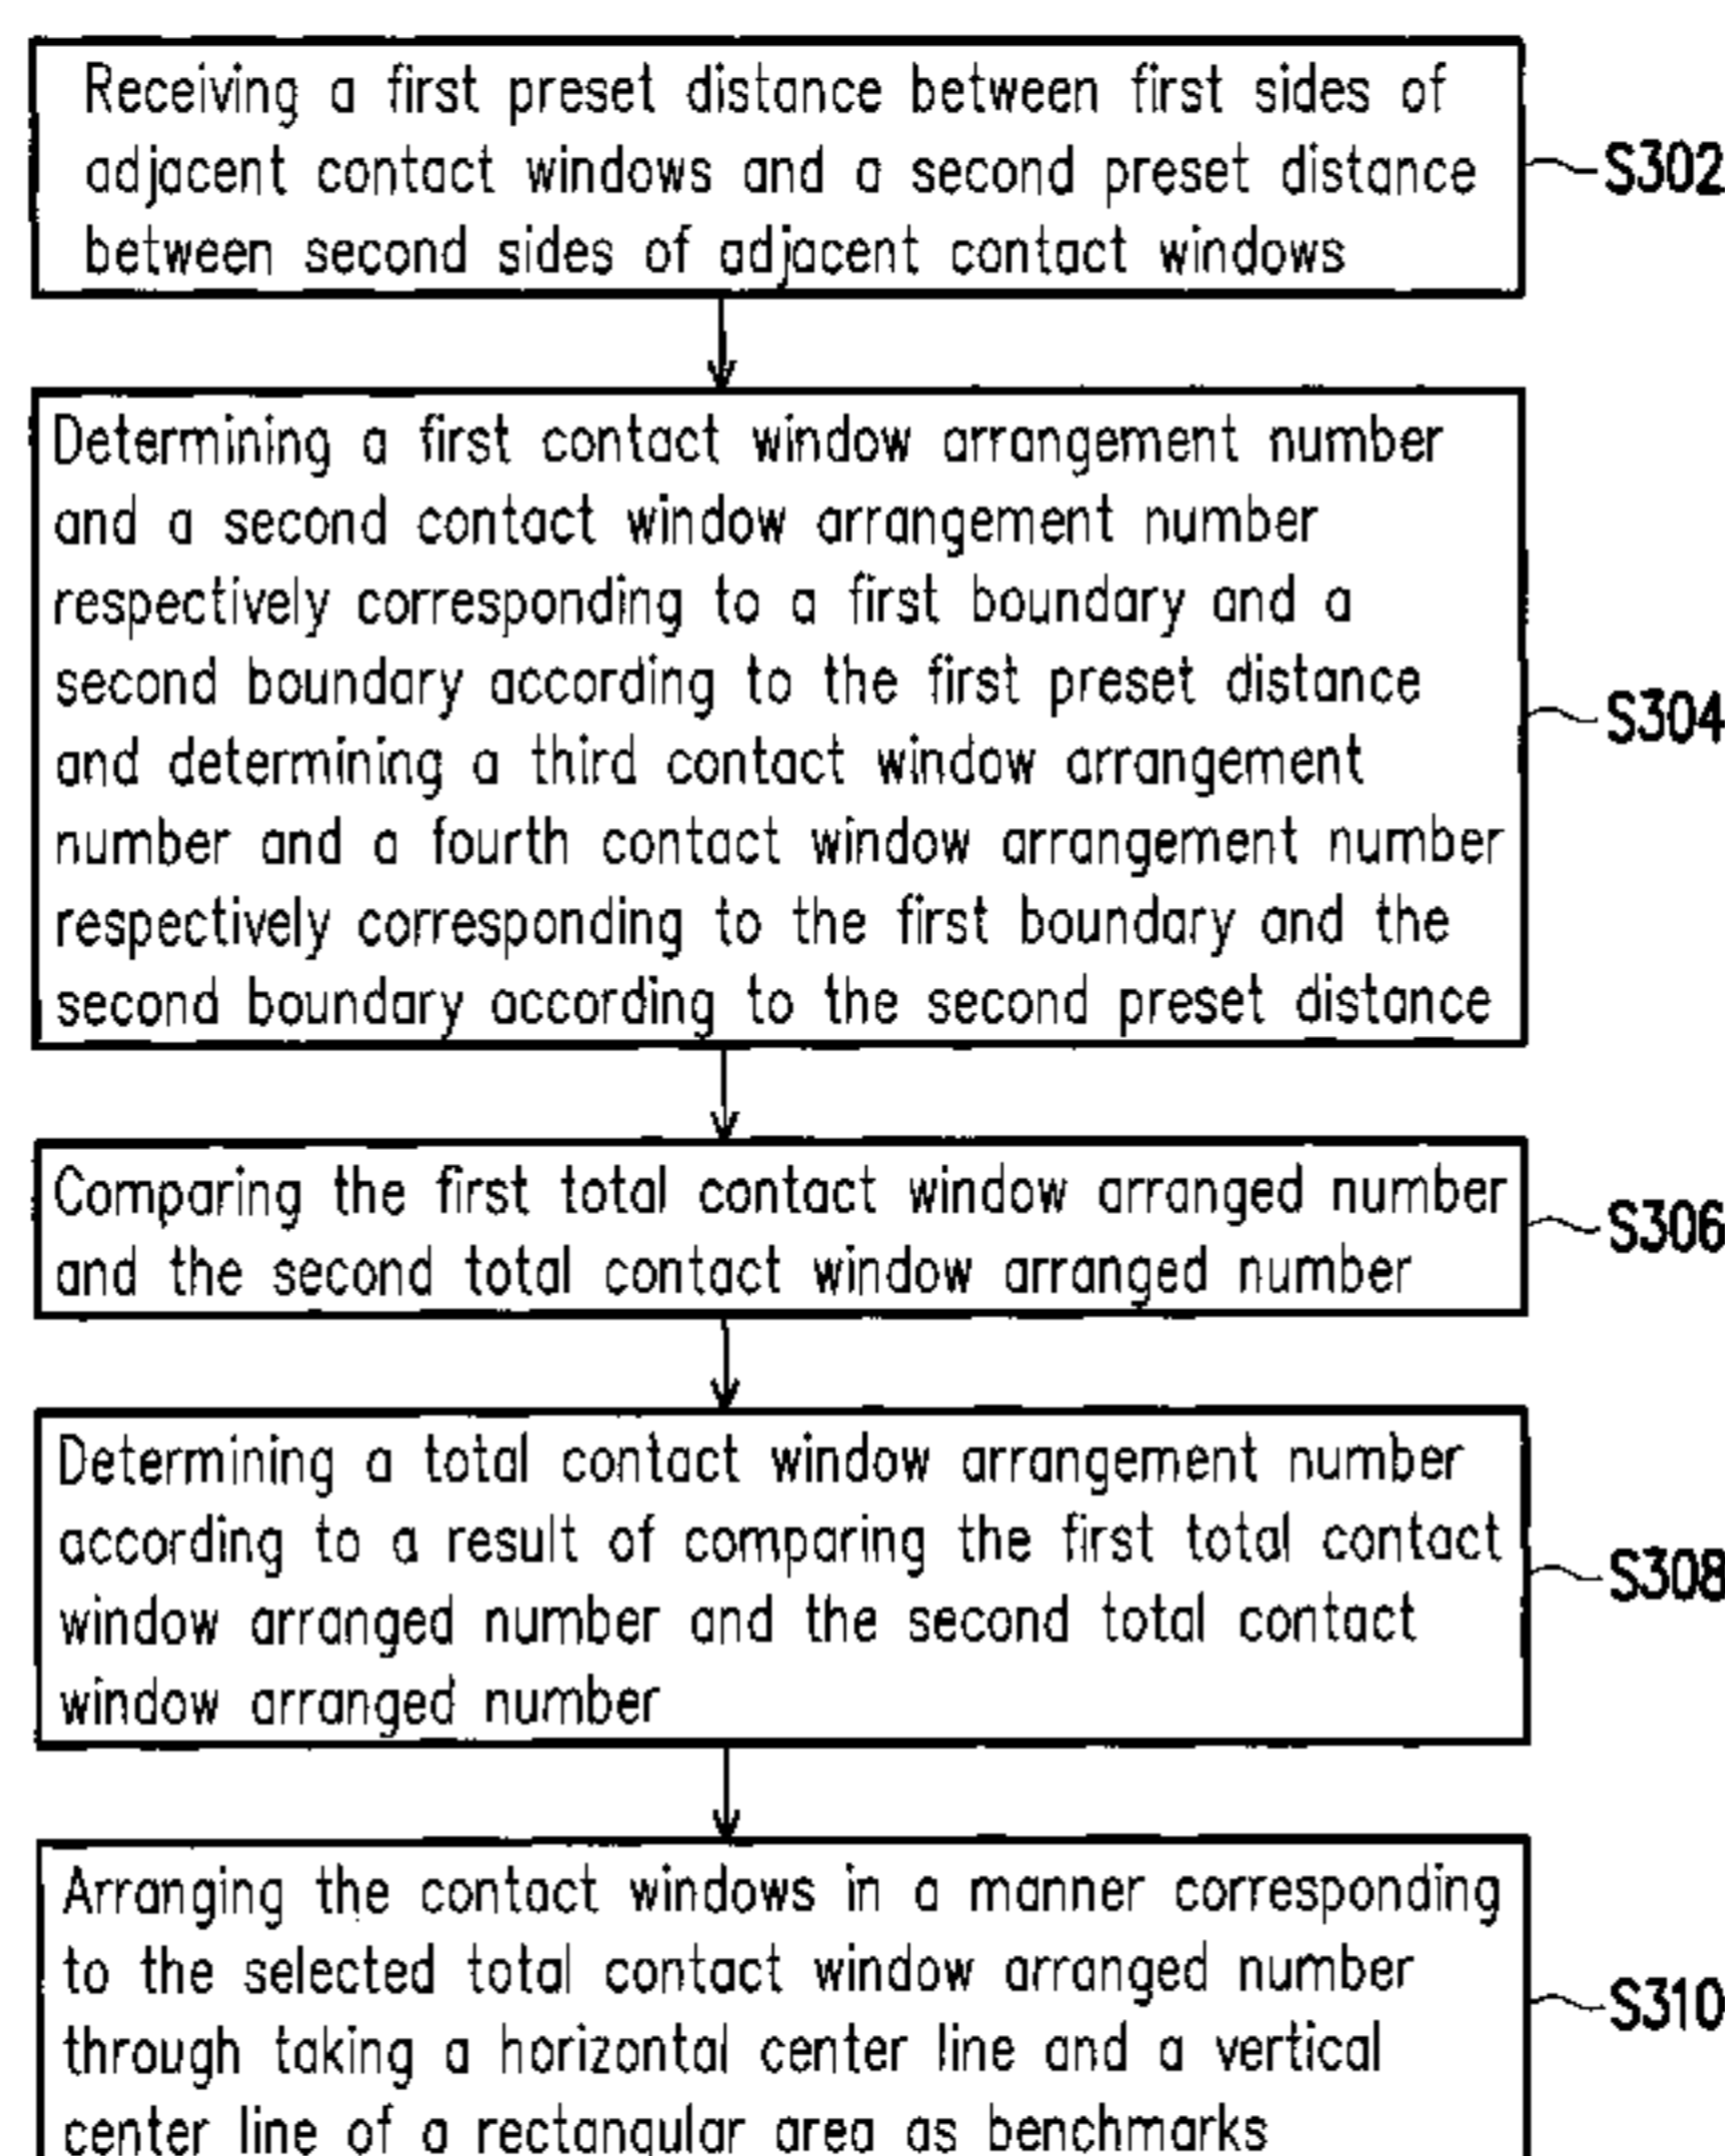 Receiving a first preset distance between first sides of
adjacent contact windows and a second preset distance
between second sides of adjacent contact windows
S302
Determining a first contact window arrangement number
and a second contact window arrangement number
respectively corresponding to a first boundary and a
second boundary according to the first preset distance
and determining a third contact window arrangement
number and a fourth contact window arrangement number
respectively corresponding to the first boundary and the
second boundary according to the second preset distance
S304
Comparing the first total contact window arranged number
and the second total contact window arranged number
S306
Determining a total contact window arrangement number
according to a result of comparing the first total contact
window arranged number and the second total contact
window arranged number
S308
Arranging the contact windows in a manner corresponding
to the selected total contact window arranged number
through taking a horizontal center line and a vertical
center line of a rectangular area as benchmarks
S310